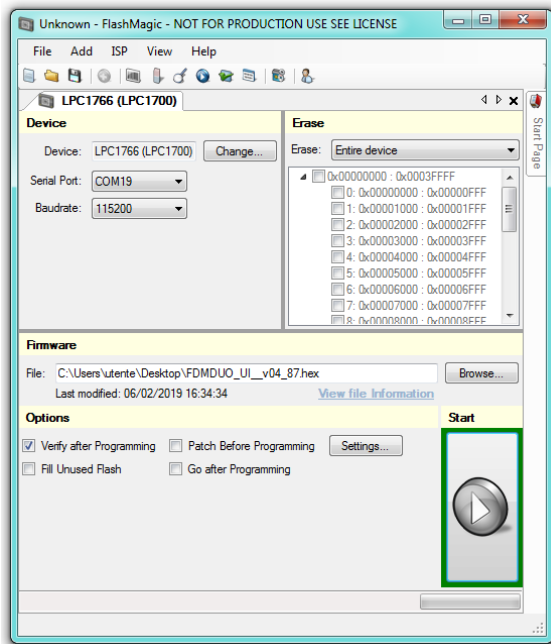 Unknown - FlashMagic - NOT FOR PRODUCTION USE SEE LICENSE
File Add ISP View Help
LPC1766 (LPC1700)
Start Page
Device
Device: LPC1766 (LPC1700) Change...
Serial Port: COM19
Baudrate: 115200
Erase
Erase: Entire device
0x00000000 : 0x0003FFFF
0: 0x00000000 : 0x00000FFF
1: 0x00001000 : 0x00001FFF
2: 0x00002000 : 0x00002FFF
3: 0x00003000 : 0x00003FFF
4: 0x00004000 : 0x00004FFF
5: 0x00005000 : 0x00005FFF
6: 0x00006000 : 0x00006FFF
7: 0x00007000 : 0x00007FFF
8: 0x00008000 : 0x00008FFF
Firmware
File: C:\Users\utente\Desktop\FDMDUO_UI__v04_87.hex Browse...
Last modified: 06/02/2019 16:34:34 View file Information
Options
Verify after Programming Patch Before Programming Settings...
Fill Unused Flash Go after Programming
Start